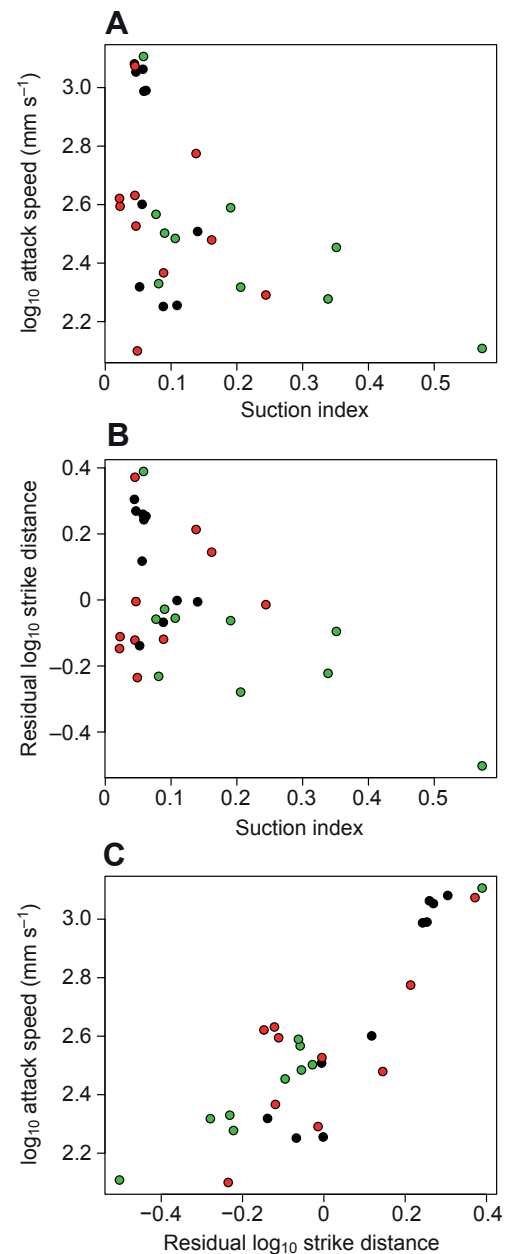 A
log10 attack speed (mm s–1)
3.0
2.8
2.6
2.4
2.2
0 0.1 0.2 0.3 0.4 0.5
Suction index
B
Residual log10 strike distance
0.4
0.2
0
–0.2
–0.4
0 0.1 0.2 0.3 0.4 0.5
Suction index
C
log10 attack speed (mm s–1)
3.0
2.8
2.6
2.4
2.2
–0.4 –0.2 0 0.2 0.4
Residual log10 strike distance